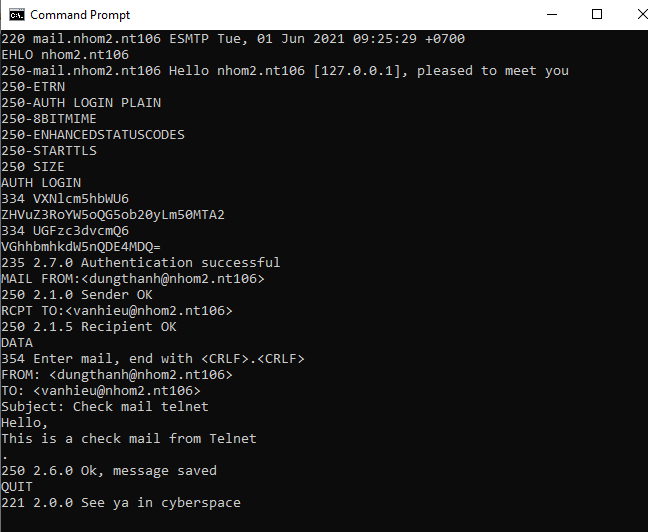 Command Prompt
220 mail.nhom2.nt106 ESMTP Tue, 01 Jun 2021 09:25:29 +0700
EHLO nhom2.nt106
250-mail.nhom2.nt106 Hello nhom2.nt106 [127.0.0.1], pleased to meet you
250-ETRN
250-AUTH LOGIN PLAIN
250-8BITMIME
250-ENHANCEDSTATUSCODES
250-STARTTLS
250 SIZE
AUTH LOGIN
334 VXNlcm5hbWU6
ZHVuZ3RoYW5oQG5ob20yLm50MTA2
334 UGFzc3dvcmQ6
VGhhbmhkdW5nQDE4MDQ=
235 2.7.0 Authentication successful
MAIL FROM:<dungthanh@nhom2.nt106>
250 2.1.0 Sender OK
RCPT TO:<vanhieu@nhom2.nt106>
250 2.1.5 Recipient OK
DATA
354 Enter mail, end with <CRLF>.<CRLF>
FROM: <dungthanh@nhom2.nt106>
TO: <vanhieu@nhom2.nt106>
Subject: Check mail telnet
Hello,
This is a check mail from Telnet
.
250 2.6.0 Ok, message saved
QUIT
221 2.0.0 See ya in cyberspace